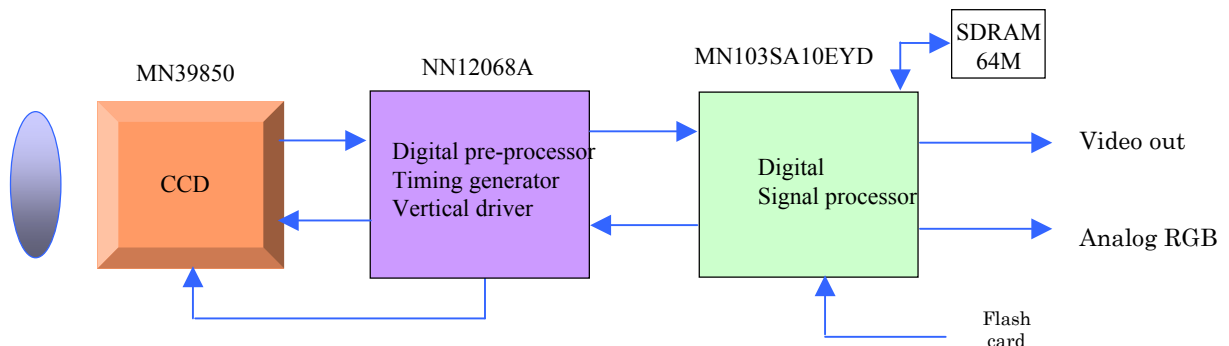 SDRAM
64M
MN103SA10EYD
NN12068A
MN39850
Video out
Digital pre-processor
Timing generator
Vertical driver
Digital
Signal processor
CCD
Analog RGB
Flash
card